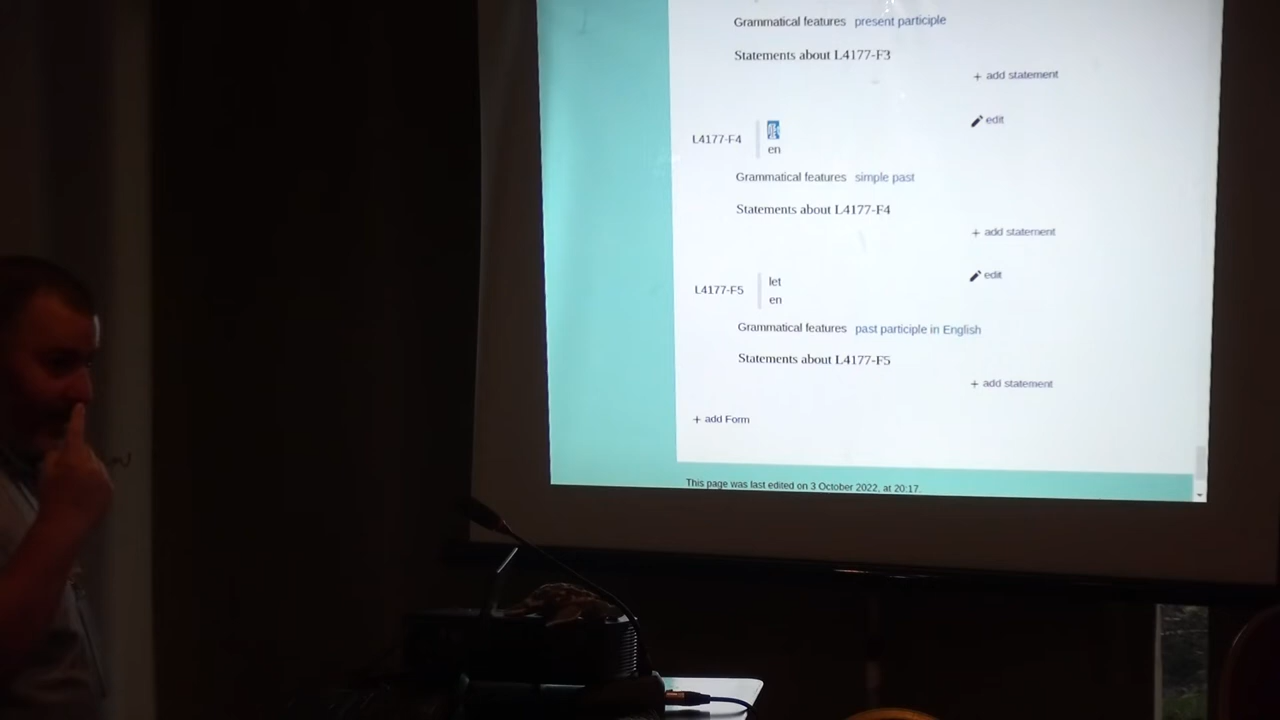 Grammatical features present participle
Statements about L4177-F3
+ add statement
L4177-F4
edit
en
Grammatical features simple past
Statements about L4177-F4
+ add statement
L4177-F5
let
edit
en
Grammatical features past participle in English
Statements about L4177-F5
+ add statement
+ add Form
This page was last edited on 3 October 2022, at 20:17.